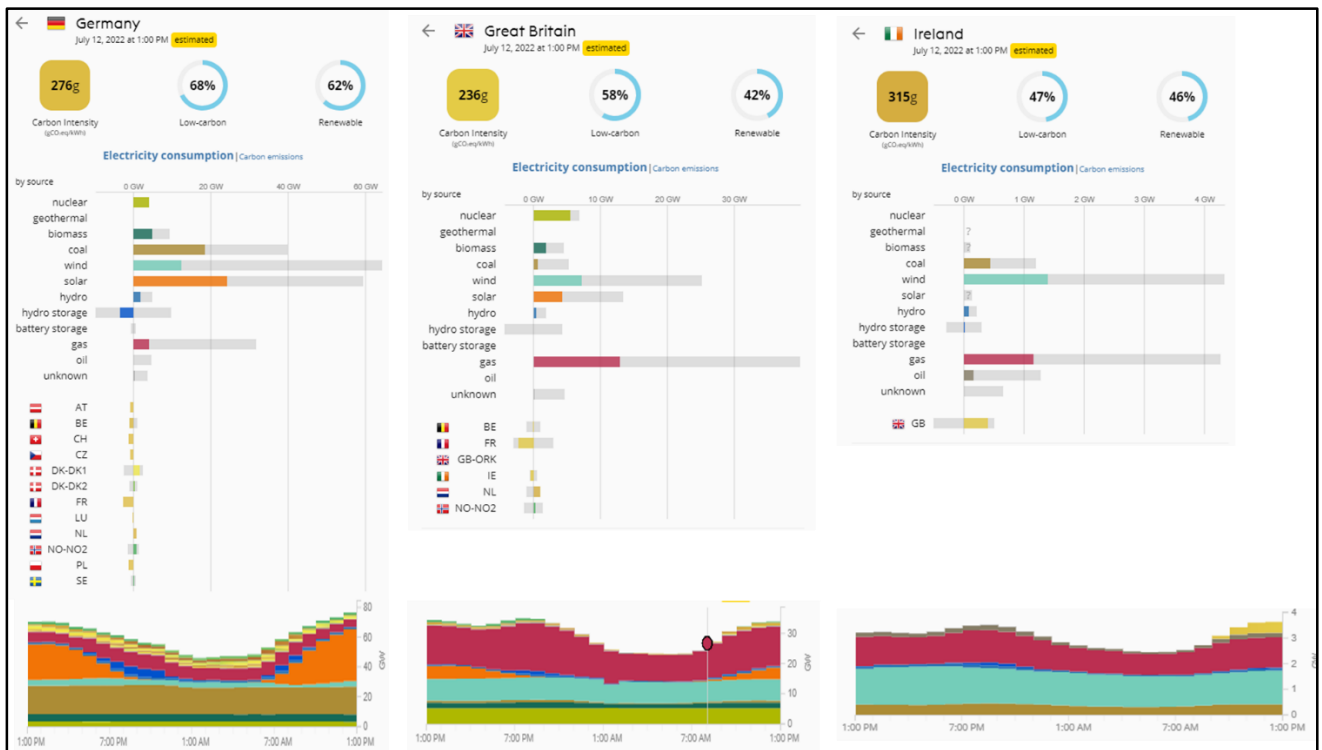 Germany
July 12, 2022 at 1:00 PM estimated
276g
68%
62%
Carbon Intensity
(gCO₂eq/kWh)
Low-carbon
Renewable
Electricity consumption | Carbon emissions
by source
0 GW 20 GW 40 GW 60 GW
nuclear
geothermal
biomass
coal
wind
solar
hydro
hydro storage
battery storage
gas
oil
unknown
AT
BE
CH
CZ
DK-DK1
DK-DK2
FR
LU
NL
NO-NO2
PL
SE
80
60
40
20
0
GW
1:00 PM 7:00 PM 1:00 AM 7:00 AM 1:00 PM
Great Britain
July 12, 2022 at 1:00 PM estimated
236g
58%
42%
Carbon Intensity
(gCO₂eq/kWh)
Low-carbon
Renewable
Electricity consumption | Carbon emissions
by source
0 GW 10 GW 20 GW 30 GW
nuclear
geothermal
biomass
coal
wind
solar
hydro
hydro storage
battery storage
gas
oil
unknown
BE
FR
GB-ORK
IE
NL
NO-NO2
30
20
10
0
GW
1:00 PM 7:00 PM 1:00 AM 7:00 AM 1:00 PM
Ireland
July 12, 2022 at 1:00 PM estimated
315g
47%
46%
Carbon Intensity
(gCO₂eq/kWh)
Low-carbon
Renewable
Electricity consumption | Carbon emissions
by source
0 GW 1 GW 2 GW 3 GW 4 GW
nuclear
geothermal ?
biomass ?
coal
wind
solar ?
hydro
hydro storage
battery storage
gas
oil
unknown
GB
4
3
2
1
0
GW
1:00 PM 7:00 PM 1:00 AM 7:00 AM 1:00 PM